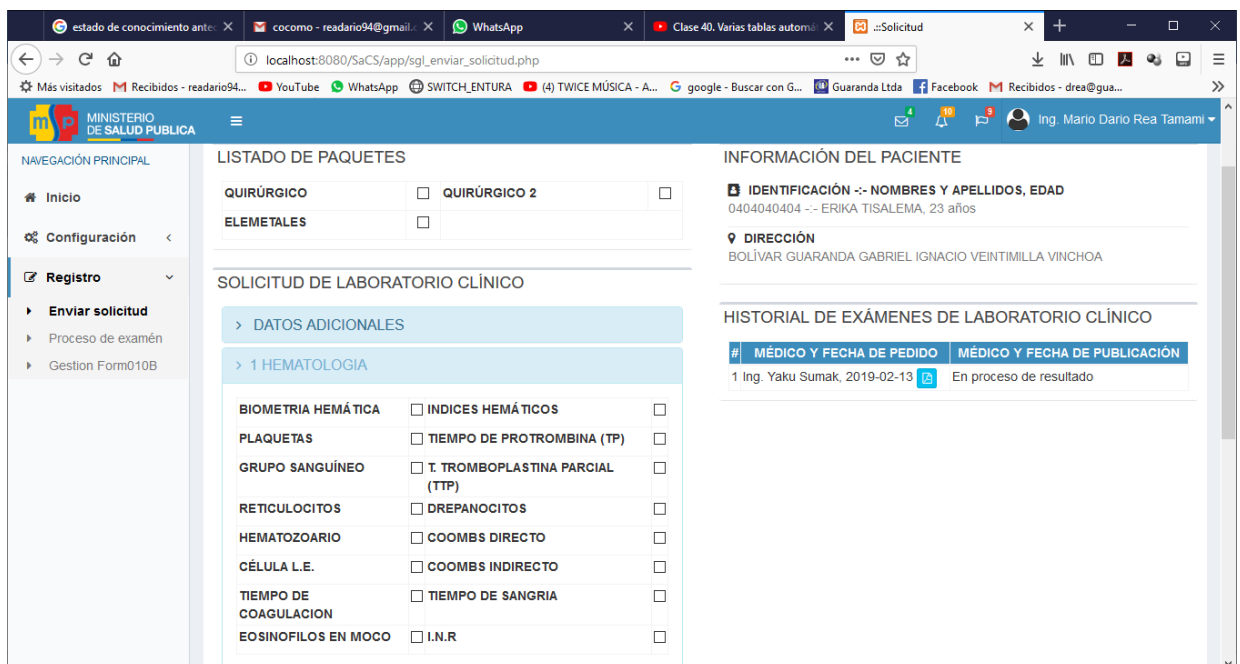 estado de conocimiento antec
cocomo - readario94@gmail.c
WhatsApp
Clase 40. Varias tablas automát
.::Solicitud
localhost:8080/SaCS/app/sgl_enviar_solicitud.php
Más visitados
Recibidos - readario94...
YouTube
WhatsApp
SWITCH_ENTURA
(4) TWICE MÚSICA - A...
google - Buscar con G...
Guaranda Ltda
Facebook
Recibidos - drea@gua...
msp
MINISTERIO
DE SALUD PUBLICA
4
10
9
Ing. Mario Dario Rea Tamami
NAVEGACIÓN PRINCIPAL
Inicio
Configuración
Registro
Enviar solicitud
Proceso de examén
Gestion Form010B
LISTADO DE PAQUETES
QUIRÚRGICO QUIRÚRGICO 2
ELEMETALES
SOLICITUD DE LABORATORIO CLÍNICO
> DATOS ADICIONALES
> 1 HEMATOLOGIA
BIOMETRIA HEMÁTICA INDICES HEMÁTICOS
PLAQUETAS TIEMPO DE PROTROMBINA (TP)
GRUPO SANGUÍNEO T. TROMBOPLASTINA PARCIAL
(TTP)
RETICULOCITOS DREPANOCITOS
HEMATOZOARIO COOMBS DIRECTO
CÉLULA L.E. COOMBS INDIRECTO
TIEMPO DE TIEMPO DE SANGRIA
COAGULACION
EOSINOFILOS EN MOCO I.N.R
INFORMACIÓN DEL PACIENTE
IDENTIFICACIÓN -:- NOMBRES Y APELLIDOS, EDAD
0404040404 -:- ERIKA TISALEMA, 23 años
DIRECCIÓN
BOLÍVAR GUARANDA GABRIEL IGNACIO VEINTIMILLA VINCHOA
HISTORIAL DE EXÁMENES DE LABORATORIO CLÍNICO
# MÉDICO Y FECHA DE PEDIDO MÉDICO Y FECHA DE PUBLICACIÓN
1 Ing. Yaku Sumak, 2019-02-13 En proceso de resultado